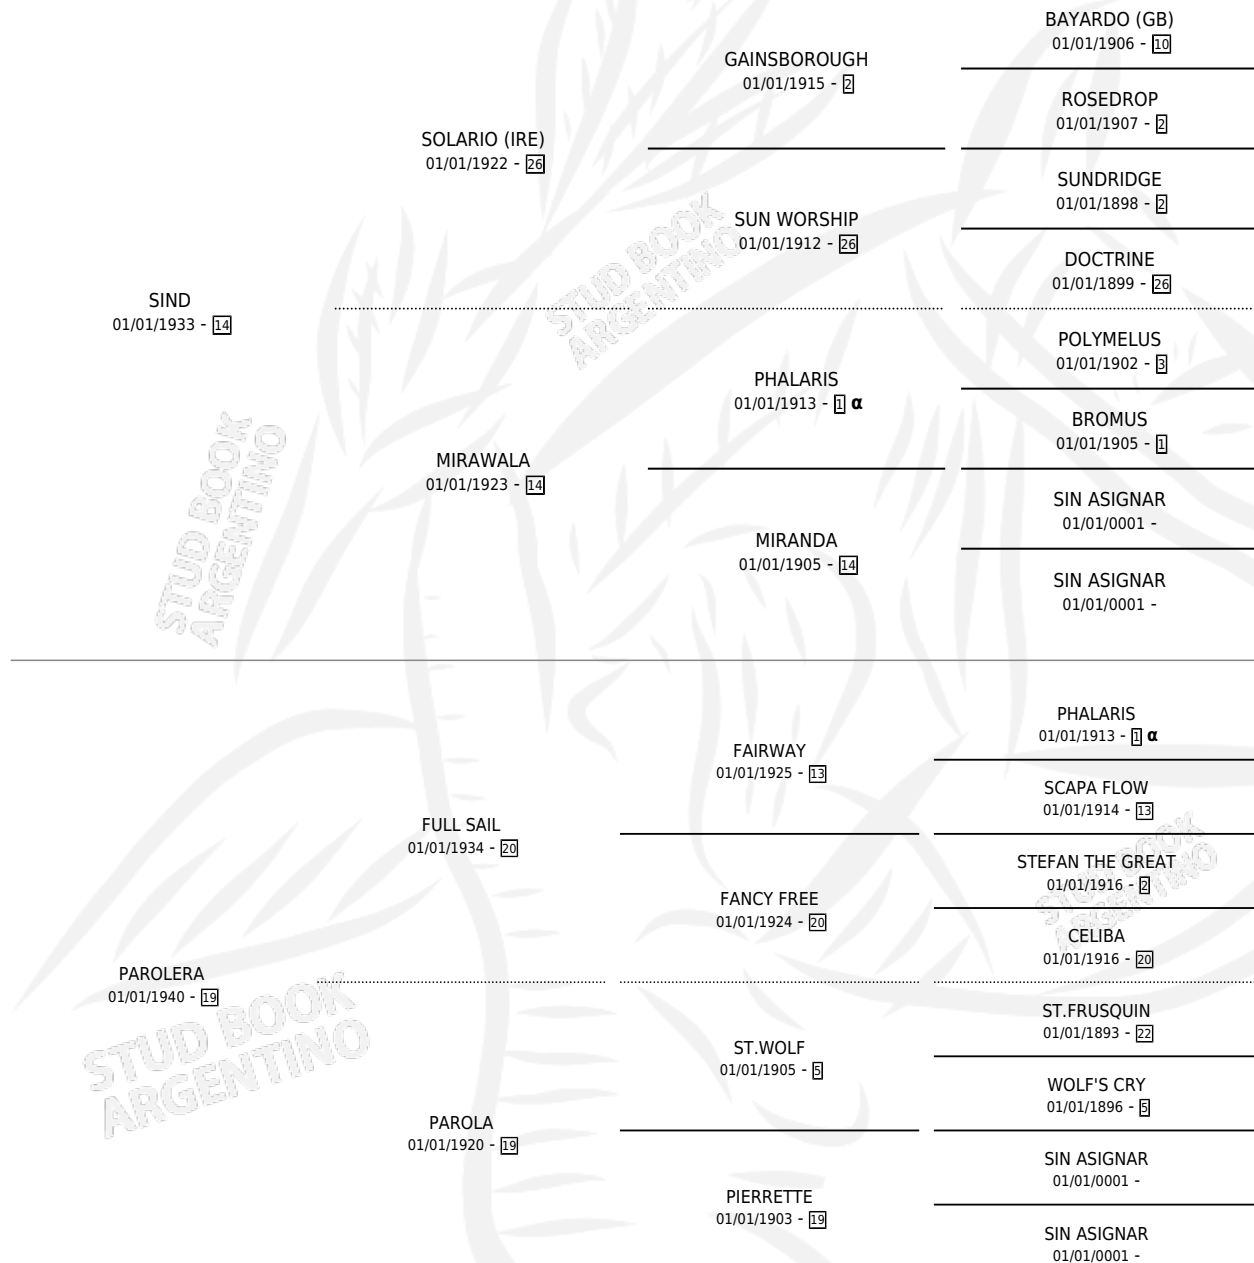 BAYARDO (GB)
01/01/1906 - 10
GAINSBOROUGH
01/01/1915 - 2
ROSEDROP
01/01/1907 - 2
SOLARIO (IRE)
01/01/1922 - 26
SUNDRIDGE
01/01/1898 - 2
SUN WORSHIP
01/01/1912 - 26
DOCTRINE
01/01/1899 - 26
STUD BOOK
ARGENTINO
SIND
01/01/1933 - 14
POLYMELUS
01/01/1902 - 3
PHALARIS
01/01/1913 - 1 α
BROMUS
01/01/1905 - 1
MIRAWALA
01/01/1923 - 14
SIN ASIGNAR
01/01/0001 -
MIRANDA
01/01/1905 - 14
SIN ASIGNAR
01/01/0001 -
STUD BOOK
ARGENTINO
PHALARIS
01/01/1913 - 1 α
FAIRWAY
01/01/1925 - 13
SCAPA FLOW
01/01/1914 - 13
FULL SAIL
01/01/1934 - 20
STEFAN THE GREAT
01/01/1916 - 2
FANCY FREE
01/01/1924 - 20
CELIBA
01/01/1916 - 20
STUD BOOK
ARGENTINO
PAROLERA
01/01/1940 - 19
ST.FRUSQUIN
01/01/1893 - 22
ST.WOLF
01/01/1905 - 5
WOLF'S CRY
01/01/1896 - 5
STUD BOOK
ARGENTINO
PAROLA
01/01/1920 - 19
SIN ASIGNAR
01/01/0001 -
PIERRETTE
01/01/1903 - 19
SIN ASIGNAR
01/01/0001 -